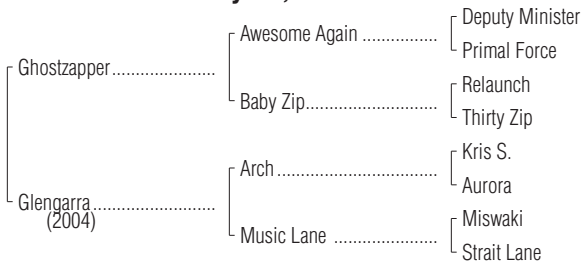 Deputy Minister
Awesome Again ................
Primal Force
Ghostzapper......................
Relaunch
Baby Zip............................
Thirty Zip
Kris S.
Arch..................................
Aurora
Glengarra..........................
(2004)
Miswaki
Music Lane ......................
Strait Lane